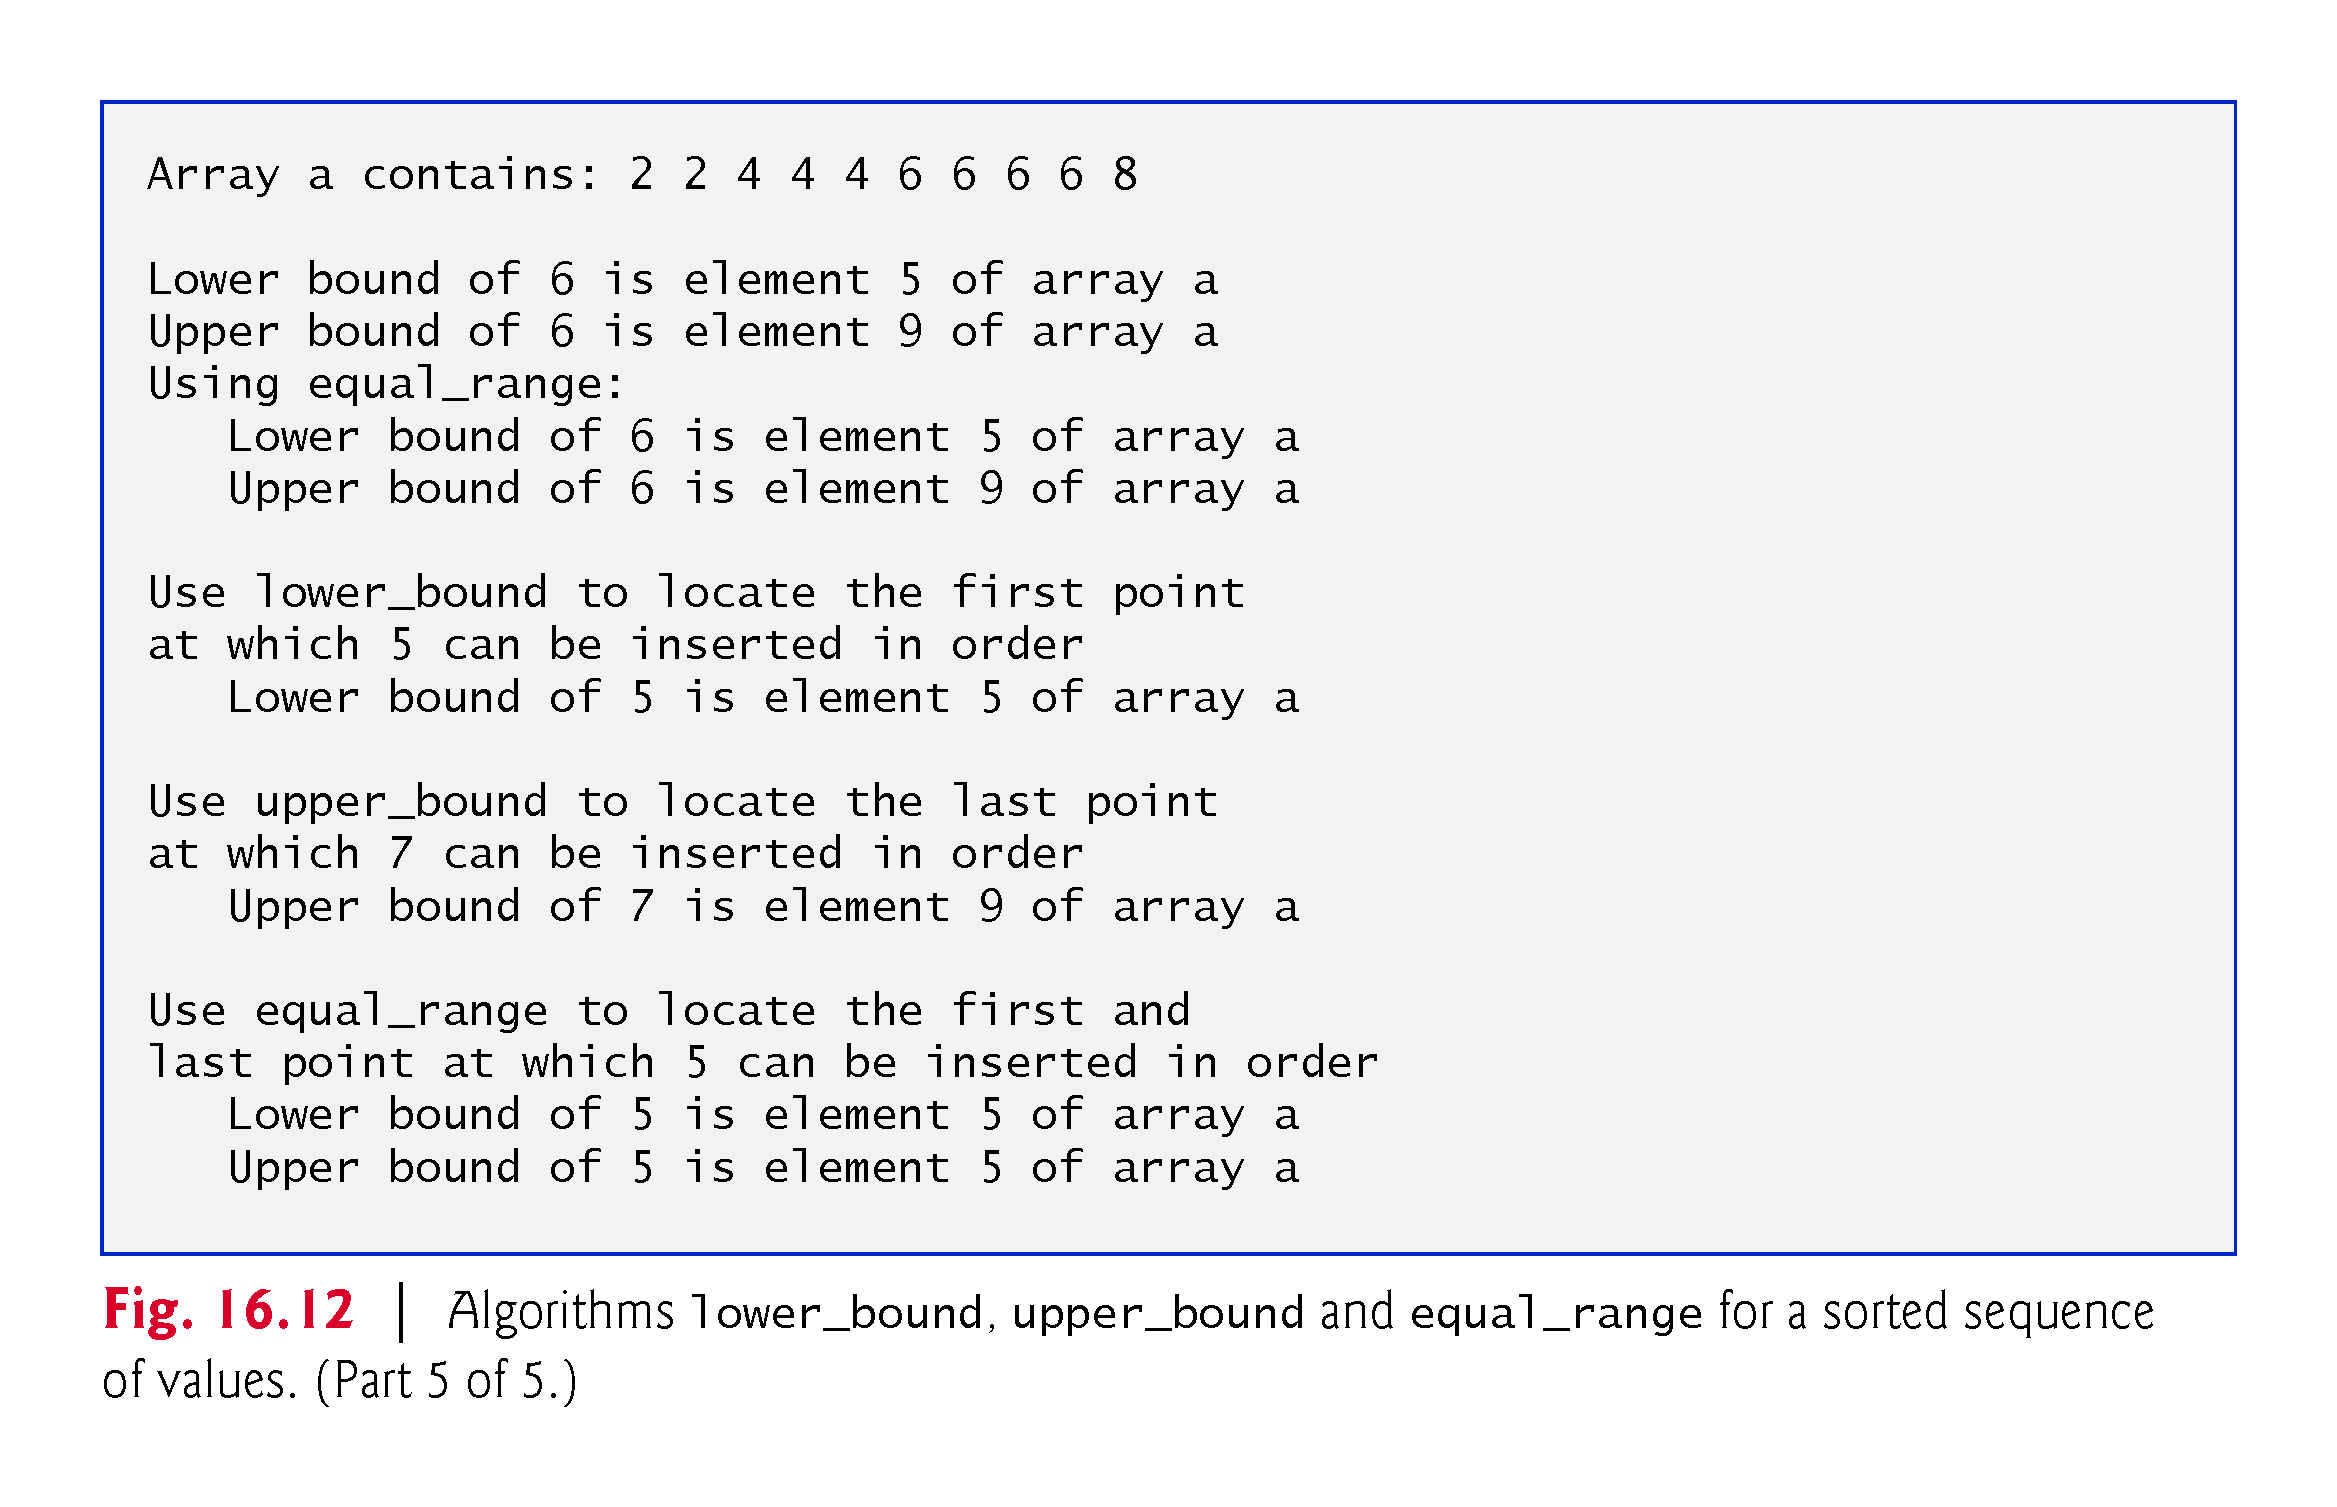 Array a contains: 2 2 4 4 4 6 6 6 6 8
Lower bound of 6 is element 5 of array a
Upper bound of 6 is element 9 of array a
Using equal_range:
   Lower bound of 6 is element 5 of array a
   Upper bound of 6 is element 9 of array a
Use lower_bound to locate the first point
at which 5 can be inserted in order
   Lower bound of 5 is element 5 of array a
Use upper_bound to locate the last point
at which 7 can be inserted in order
   Upper bound of 7 is element 9 of array a
Use equal_range to locate the first and
last point at which 5 can be inserted in order
   Lower bound of 5 is element 5 of array a
   Upper bound of 5 is element 5 of array a
Fig. 16.12 | Algorithms lower_bound, upper_bound and equal_range for a sorted sequence
of values. (Part 5 of 5.)